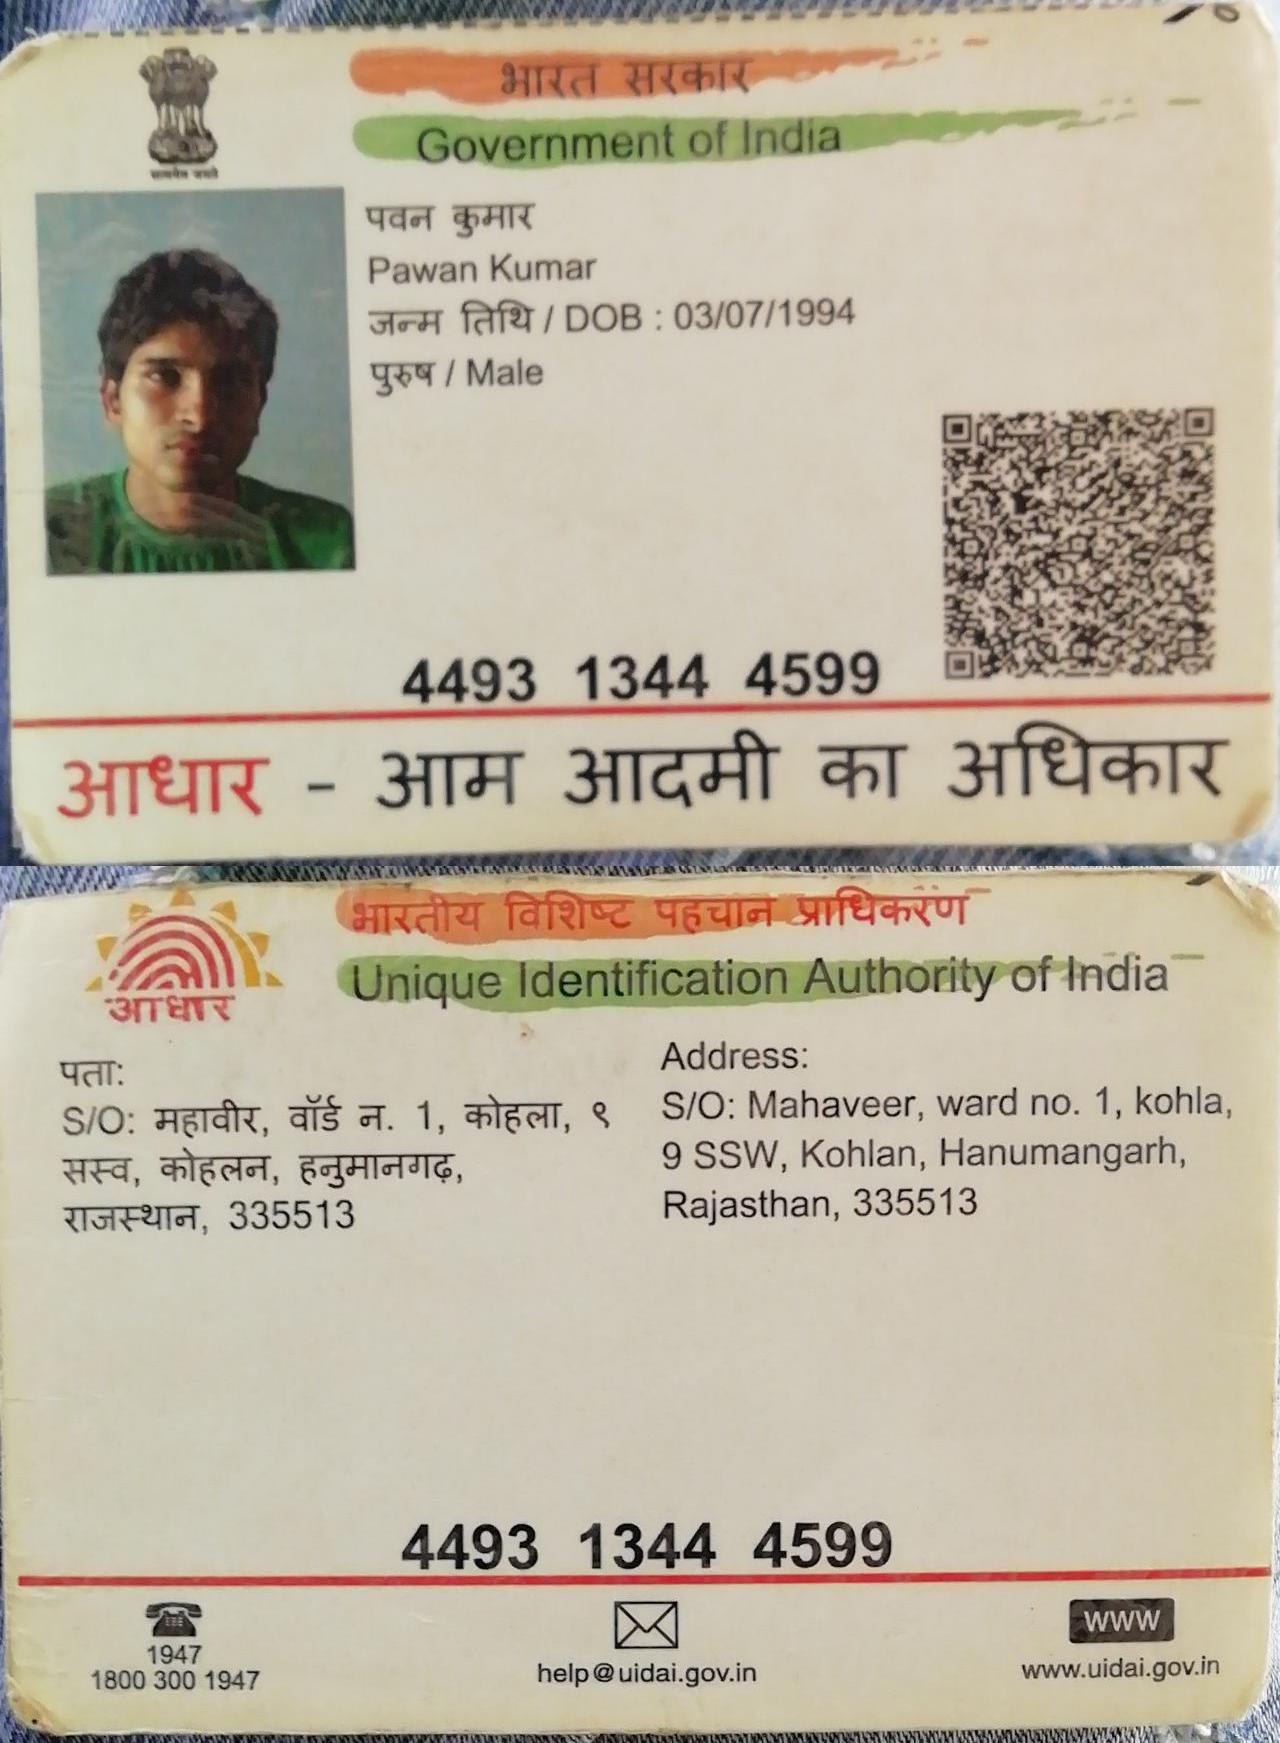 सत्यमेव जयते
भारत सरकार
Government of India
पवन कुमार
Pawan Kumar
जन्म तिथि / DOB : 03/07/1994
पुरुष / Male
4493 1344 4599
आधार - आम आदमी का अधिकार
भारतीय विशिष्ट पहचान प्राधिकरण
Unique Identification Authority of India
आधार
पता:
S/O: महावीर, वॉर्ड न. 1, कोहला, ९
सस्व, कोहलन, हनुमानगढ़,
राजस्थान, 335513
Address:
S/O: Mahaveer, ward no. 1, kohla,
9 SSW, Kohlan, Hanumangarh,
Rajasthan, 335513
4493 1344 4599
1947
1800 300 1947
help@uidai.gov.in
www
www.uidai.gov.in